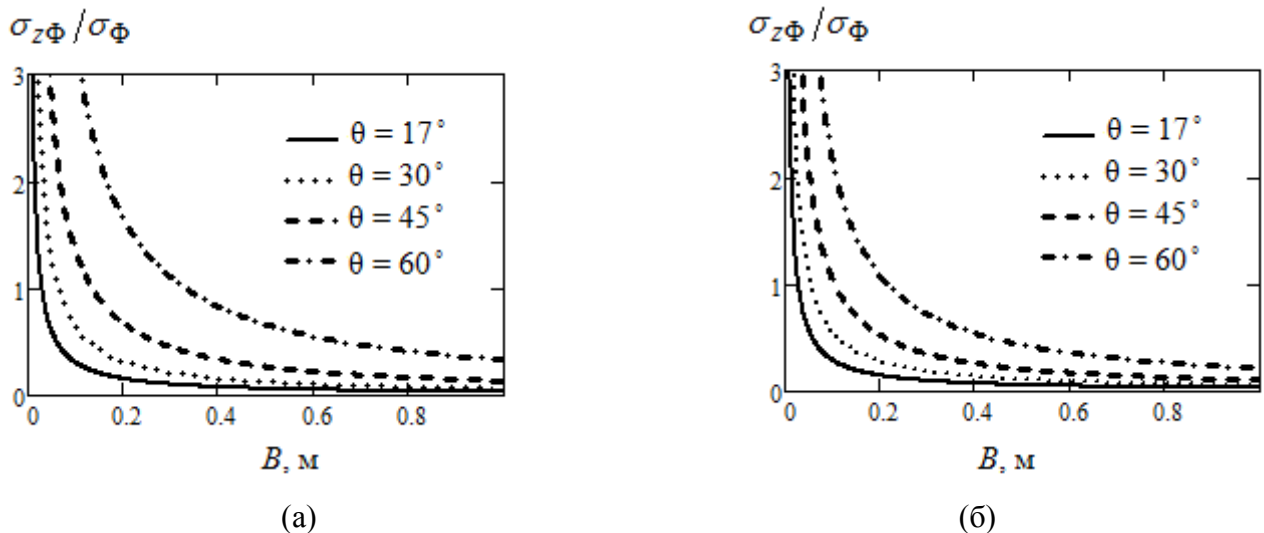 σzΦ/σΦ
3
2
1
0
0 0.2 0.4 0.6 0.8
θ = 17°
θ = 30°
θ = 45°
θ = 60°
B, м
(а)
σzΦ/σΦ
3
2
1
0
0 0.2 0.4 0.6 0.8
θ = 17°
θ = 30°
θ = 45°
θ = 60°
B, м
(б)